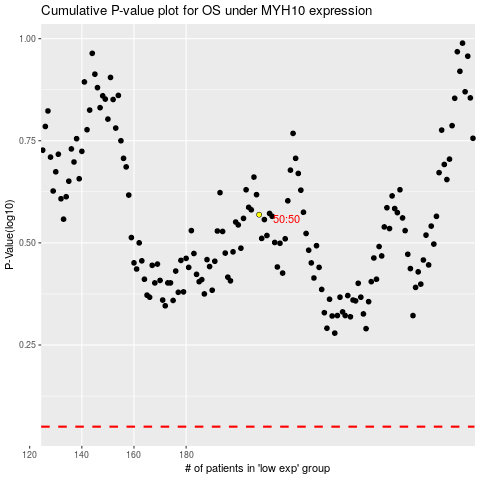 Cumulative P-value plot for OS under MYH10 expression
P-Value(log10)
1.00
0.75
0.50
0.25
50:50
120 140 160 180
# of patients in 'low exp' group